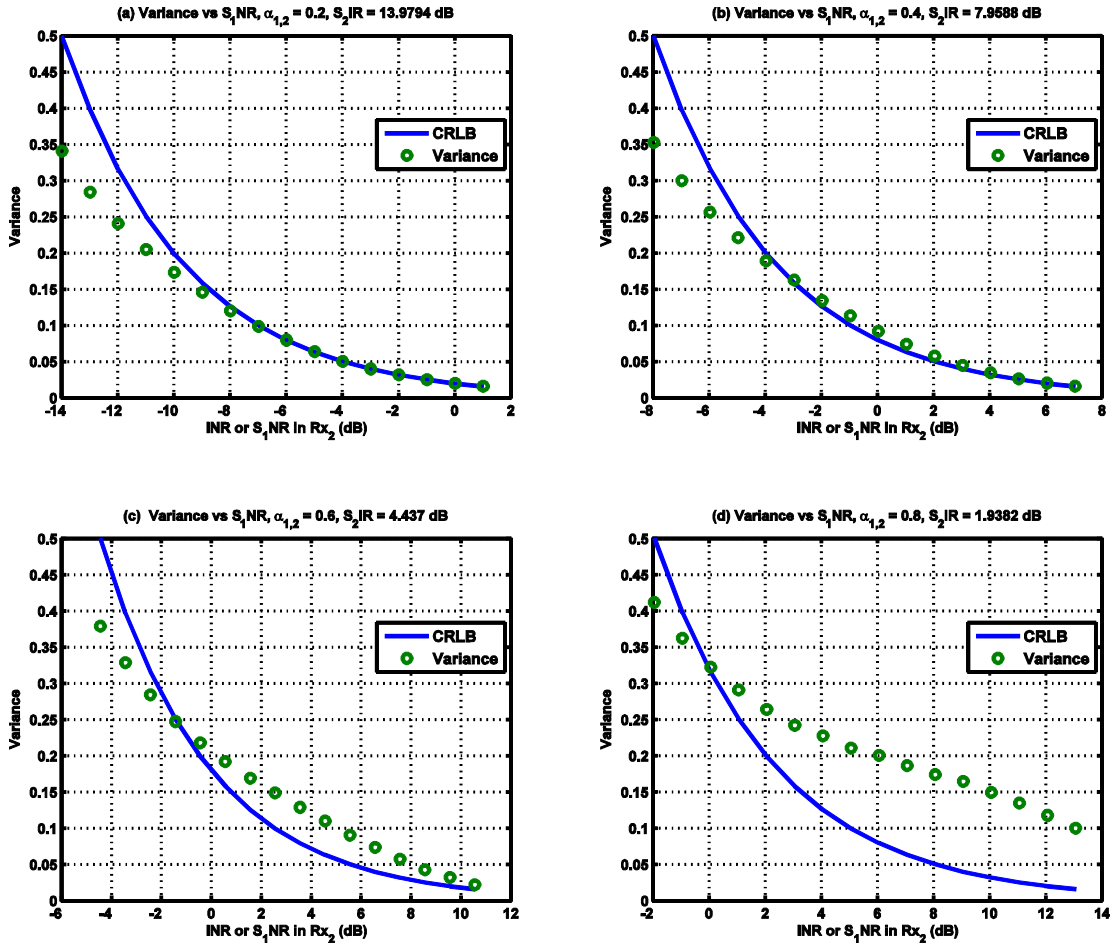 (a) Variance vs S₁NR, α₁,₂ = 0.2, S₂IR = 13.9794 dB
0.5
0.45
0.4
0.35
0.3
0.25
0.2
0.15
0.1
0.05
0
Variance
CRLB
Variance
-14 -12 -10 -8 -6 -4 -2 0 2
INR or S₁NR in Rx₂ (dB)
(b) Variance vs S₁NR, α₁,₂ = 0.4, S₂IR = 7.9588 dB
0.5
0.45
0.4
0.35
0.3
0.25
0.2
0.15
0.1
0.05
0
Variance
CRLB
Variance
-8 -6 -4 -2 0 2 4 6 8
INR or S₁NR in Rx₂ (dB)
(c) Variance vs S₁NR, α₁,₂ = 0.6, S₂IR = 4.437 dB
0.5
0.45
0.4
0.35
0.3
0.25
0.2
0.15
0.1
0.05
0
Variance
CRLB
Variance
-6 -4 -2 0 2 4 6 8 10 12
INR or S₁NR in Rx₂ (dB)
(d) Variance vs S₁NR, α₁,₂ = 0.8, S₂IR = 1.9382 dB
0.5
0.45
0.4
0.35
0.3
0.25
0.2
0.15
0.1
0.05
0
Variance
CRLB
Variance
-2 0 2 4 6 8 10 12 14
INR or S₁NR in Rx₂ (dB)